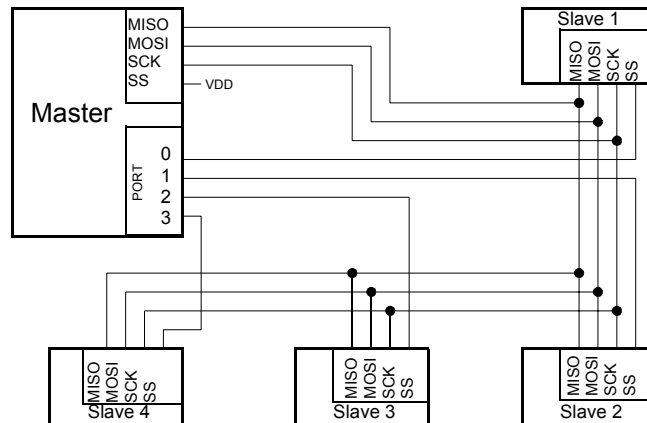 MISO
MOSI
SCK
SS
VDD
Master
PORT
0
1
2
3
Slave 1
MISO
MOSI
SCK
SS
MISO
MOSI
SCK
SS
Slave 4
MISO
MOSI
SCK
SS
Slave 3
MISO
MOSI
SCK
SS
Slave 2